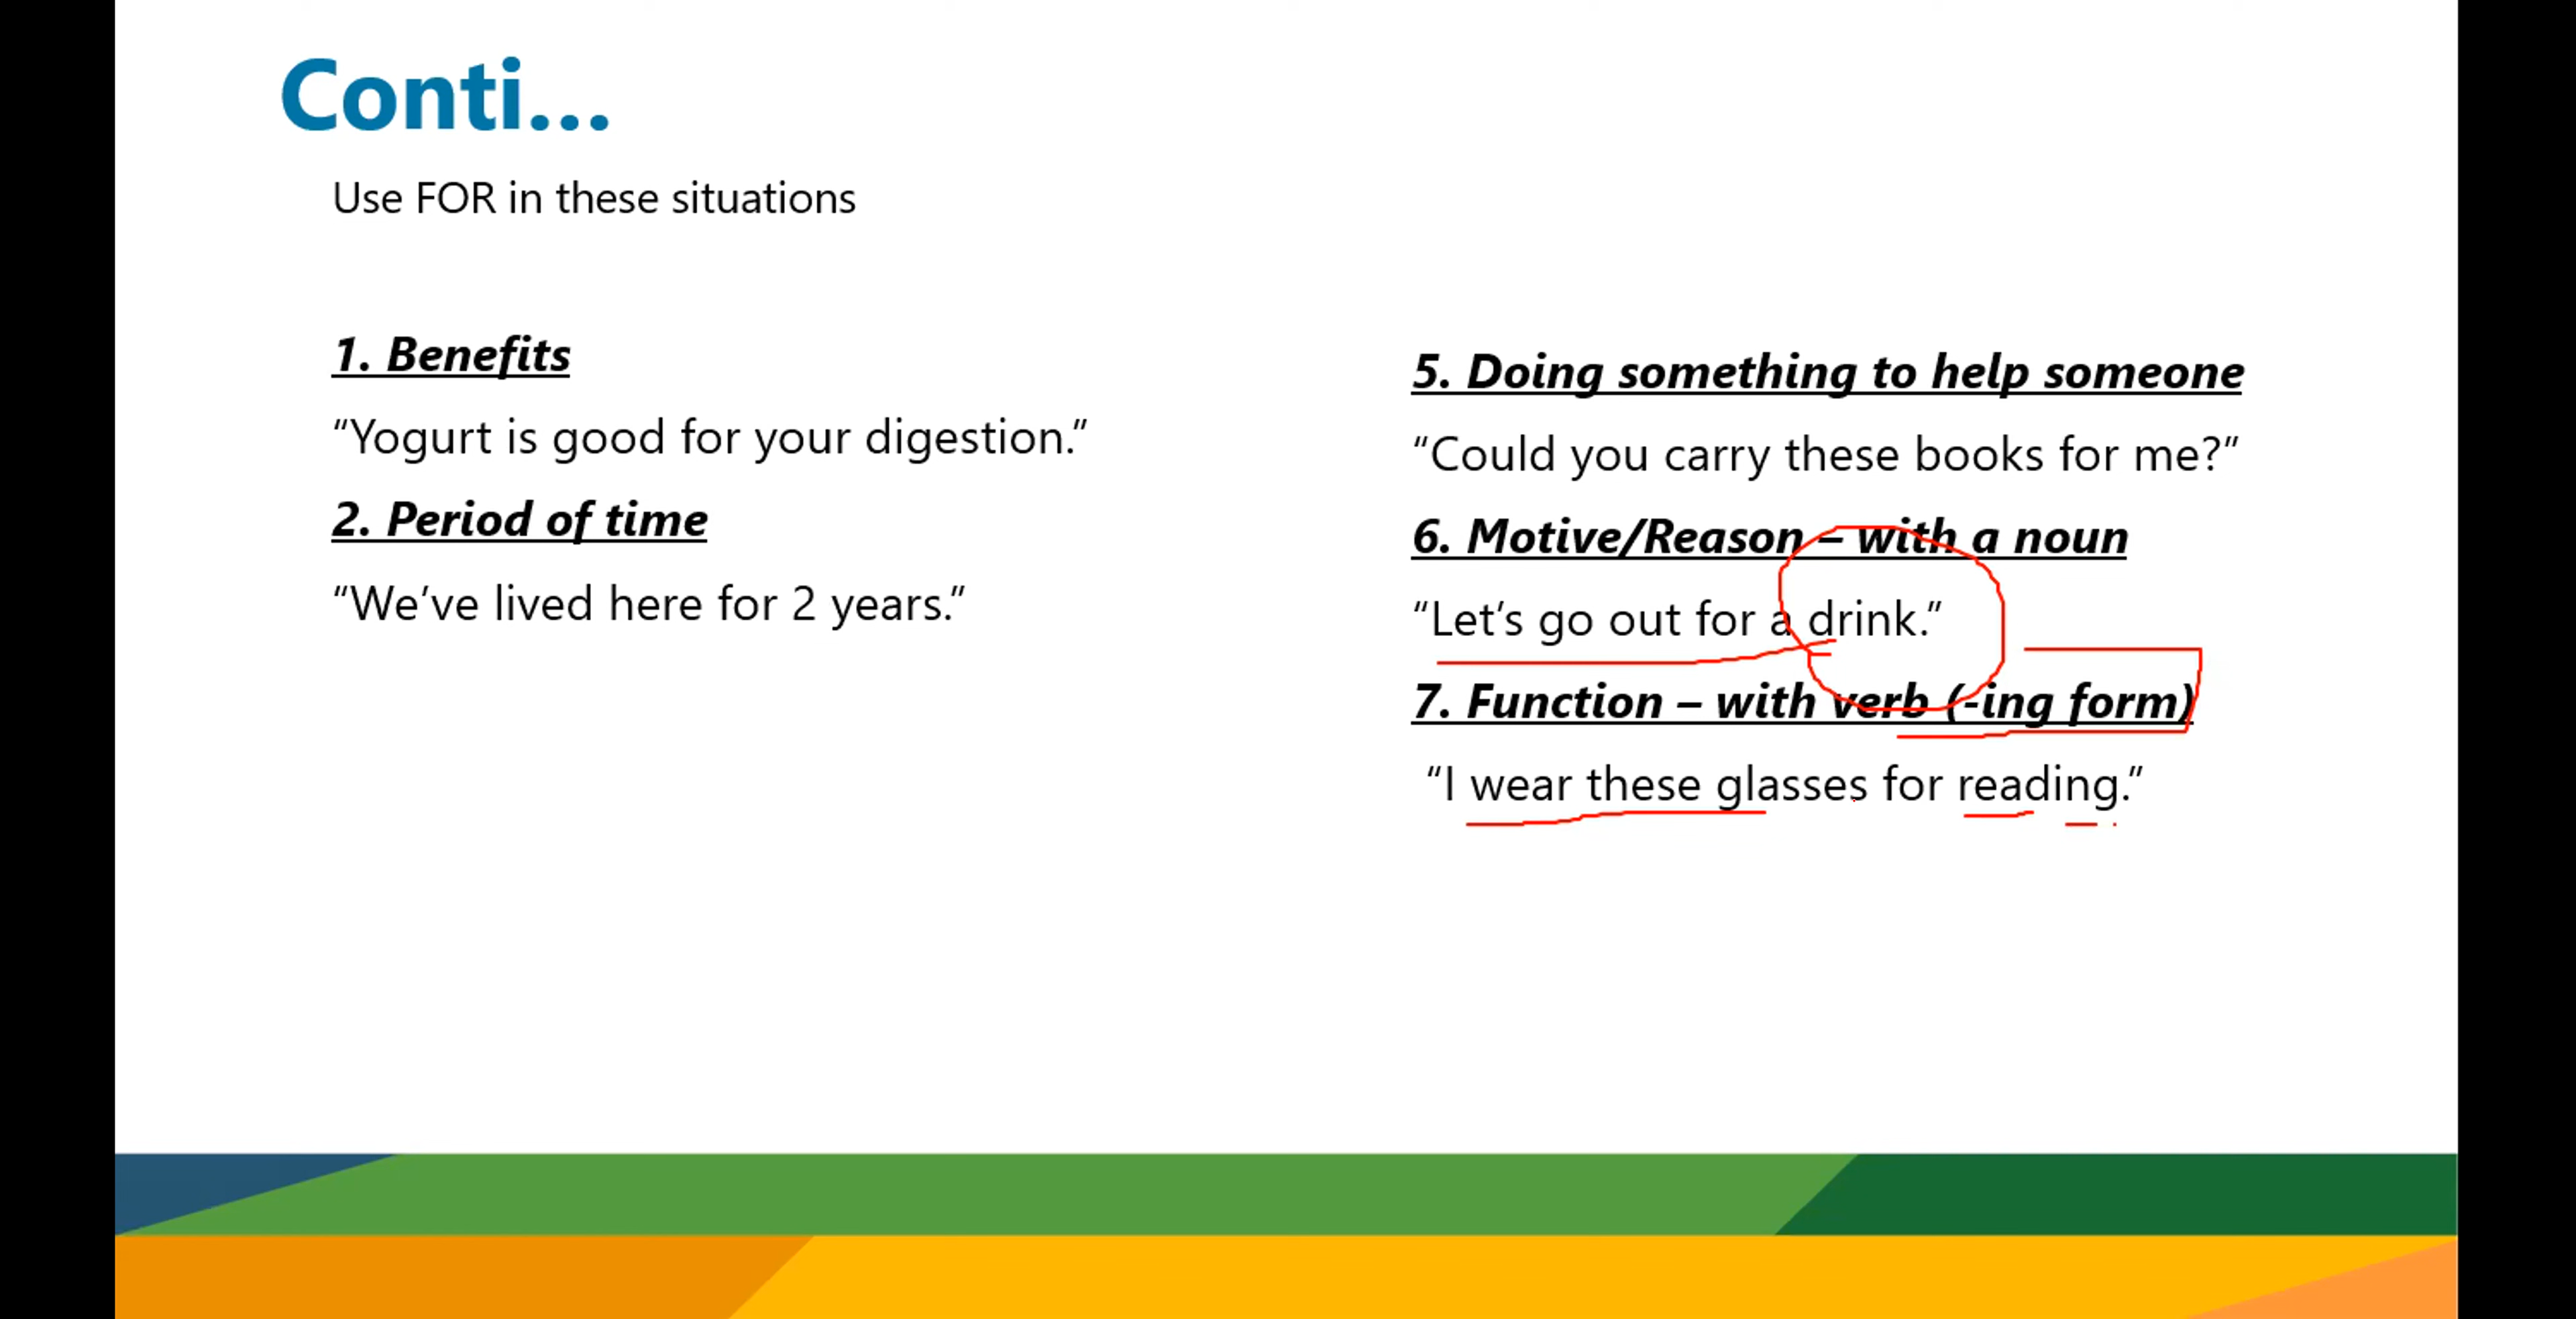 Conti...
Use FOR in these situations
1. Benefits
“Yogurt is good for your digestion.”
2. Period of time
“We’ve lived here for 2 years.”
5. Doing something to help someone
“Could you carry these books for me?”
6. Motive/Reason – with a noun
“Let’s go out for a drink.”
7. Function – with verb (-ing form)
“I wear these glasses for reading.”